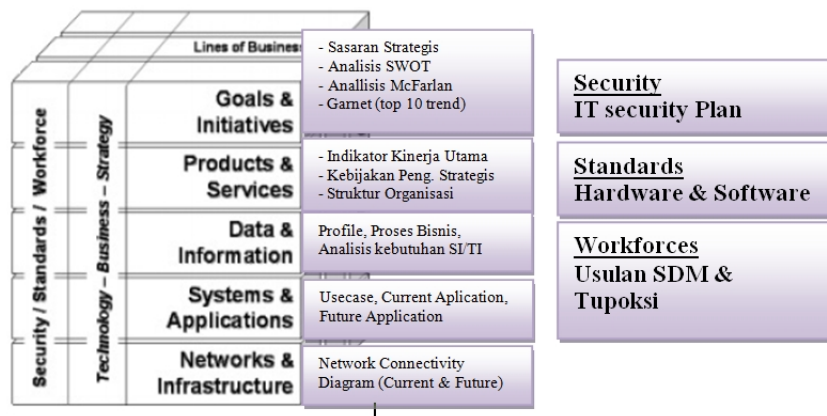 Lines of Business
Security / Standards / Workforce
Technology – Business – Strategy
Goals &
Initiatives
- Sasaran Strategis
- Analisis SWOT
- Anallisis McFarlan
- Garnet (top 10 trend)
Products &
Services
- Indikator Kinerja Utama
- Kebijakan Peng. Strategis
- Struktur Organisasi
Data &
Information
Profile, Proses Bisnis,
Analisis kebutuhan SI/TI
Systems &
Applications
Usecase, Current Aplication,
Future Application
Networks &
Infrastructure
Network Connectivity
Diagram (Current & Future)
Security
IT security Plan
Standards
Hardware & Software
Workforces
Usulan SDM &
Tupoksi